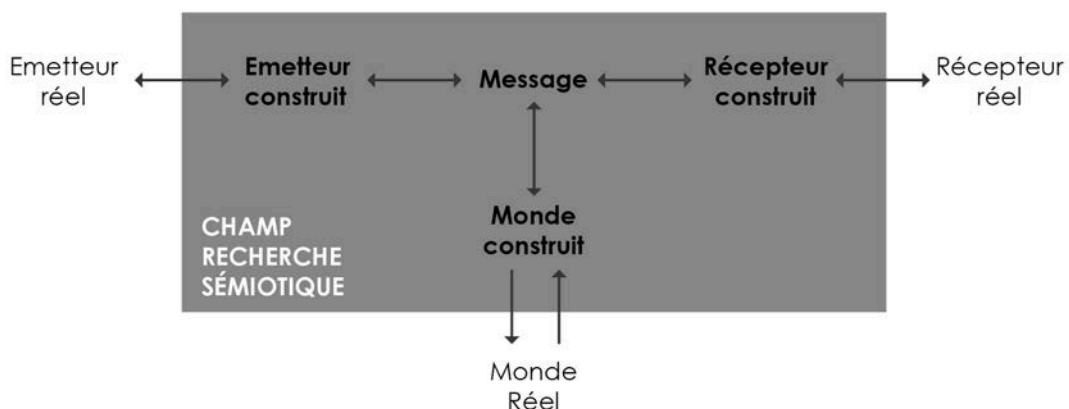 Emetteur
réel
Emetteur
construit
Message
Récepteur
construit
Récepteur
réel
Monde
construit
CHAMP
RECHERCHE
SÉMIOTIQUE
Monde
Réel